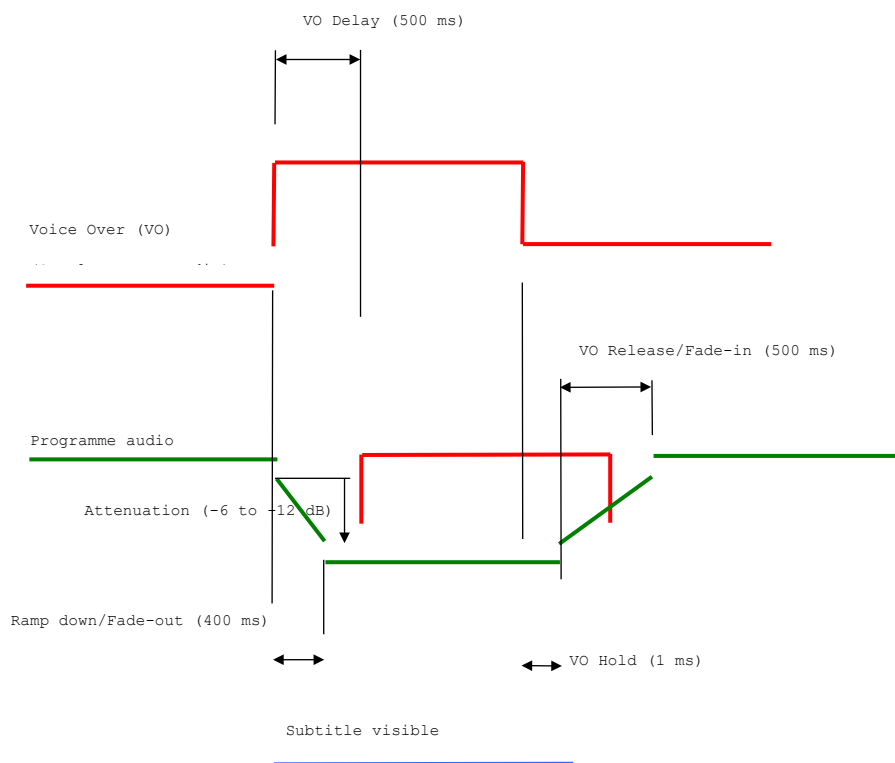 VO Delay (500 ms)
Voice Over (VO)
VO Release/Fade-in (500 ms)
Programme audio
Attenuation (-6 to -12 dB)
Ramp down/Fade-out (400 ms)
VO Hold (1 ms)
Subtitle visible